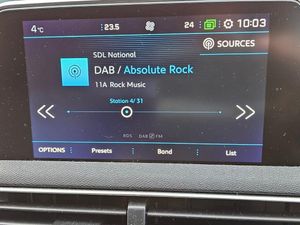 4°C 23.5 24 10:03
SOURCES
SDL National
DAB / Absolute Rock
11A Rock Music
Station 4/31
RDS DAB FM
OPTIONS Presets Band List